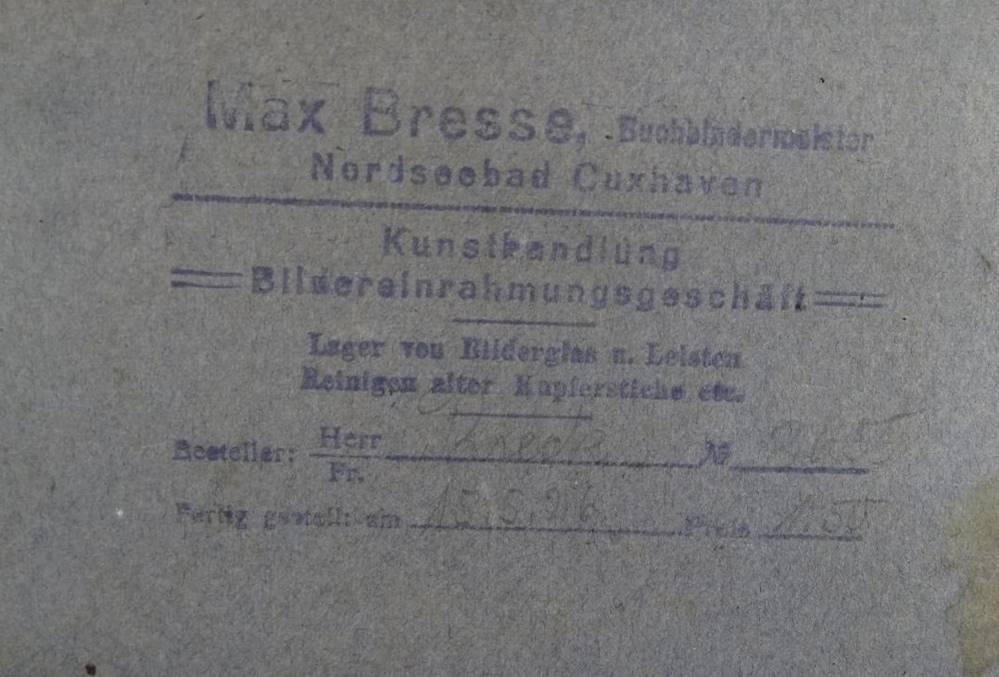 Max Bresse, Buchbindermeister
Nordseebad Cuxhaven
Kunsthandlung
Bildereinrahmungsgeschäft
Lager von Bilderglas u. Leisten
Reinigen alter Kupferstiche etc.
Besteller: Herr № 
Fr.
Fertig gestellt am 15.5.26 Preis